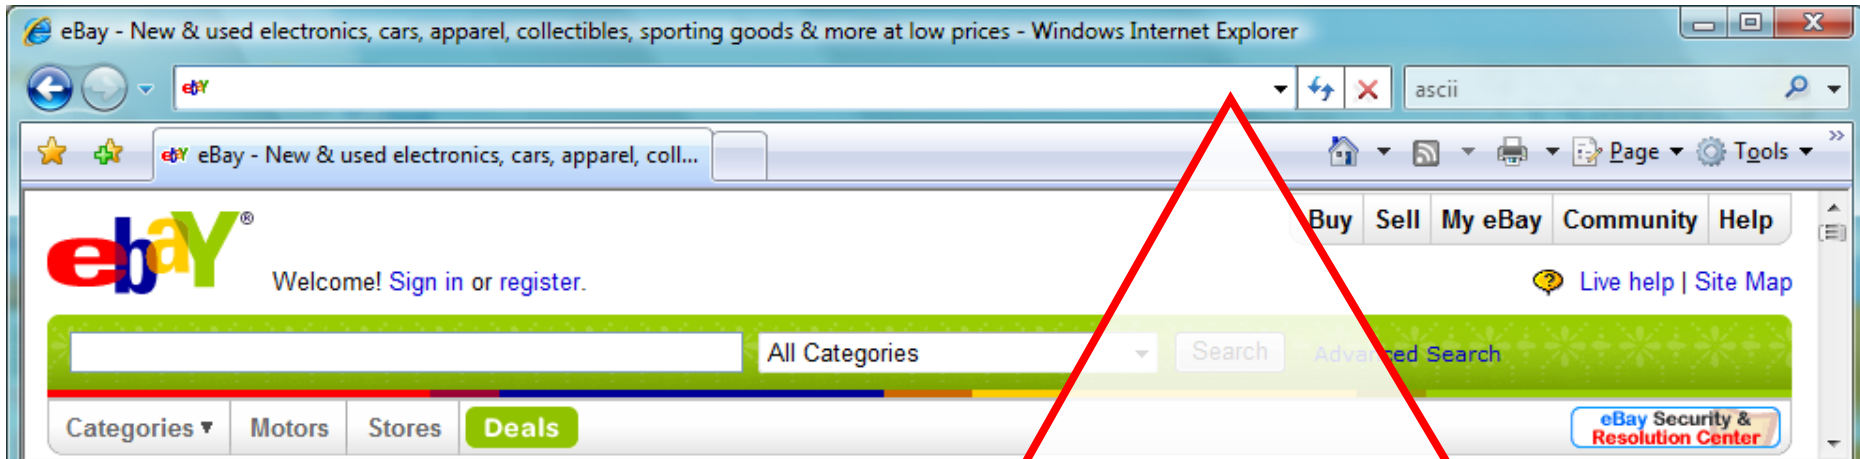 eBay - New & used electronics, cars, apparel, collectibles, sporting goods & more at low prices - Windows Internet Explorer
ebY
ascii
ebY eBay - New & used electronics, cars, apparel, coll...
Page Tools »
ebaY®
Buy Sell My eBay Community Help
Welcome! Sign in or register.
Live help | Site Map
All Categories Search Advanced Search
Categories Motors Stores Deals
eBay Security &
Resolution Center